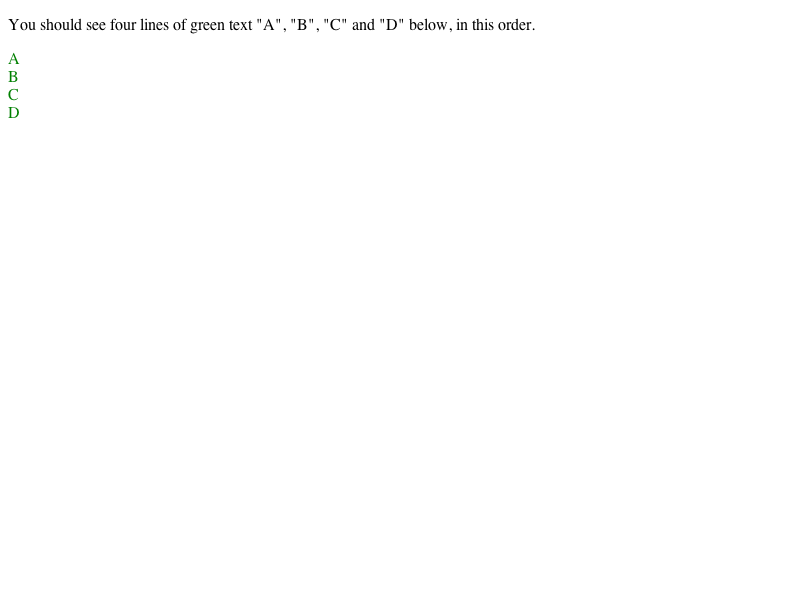 You should see four lines of green text "A", "B", "C" and "D" below, in this order.
A
B
C
D